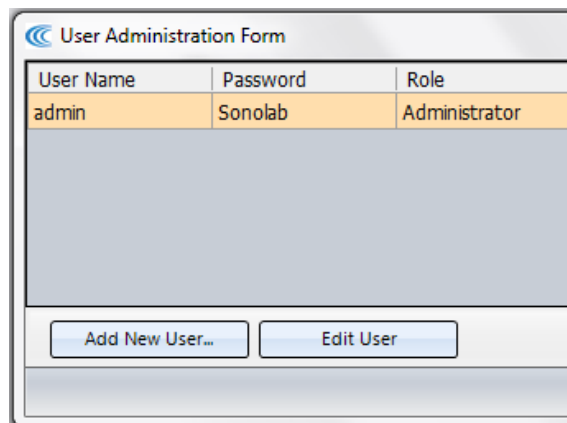 User Administration Form
User Name Password Role
admin Sonolab Administrator
Add New User... Edit User